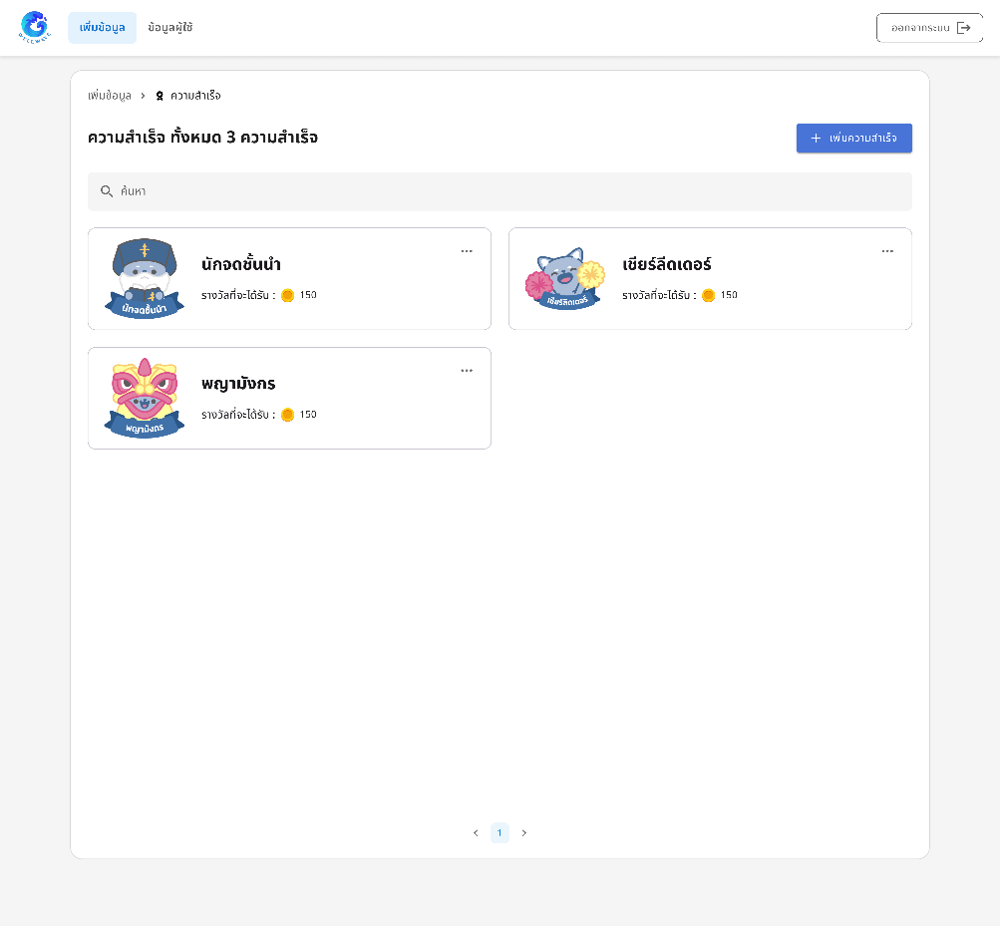 เพิ่มข้อมูล
ข้อมูลผู้ใช้
ออกจากระบบ
เพิ่มข้อมูล > ความสำเร็จ
ความสำเร็จ ทั้งหมด 3 ความสำเร็จ
+ เพิ่มความสำเร็จ
ค้นหา
นักจดชั้นนำ
นักจดชั้นนำ
รางวัลที่จะได้รับ : 150
เชียร์ลีดเดอร์
เชียร์ลีดเดอร์
รางวัลที่จะได้รับ : 150
พญามังกร
พญามังกร
รางวัลที่จะได้รับ : 150
< 1 >